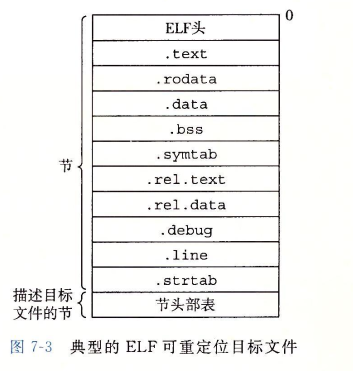 0
ELF头
.text
.rodata
.data
.bss
.symtab
.rel.text
.rel.data
.debug
.line
.strtab
节头部表
节
描述目标
文件的节
图 7-3 典型的 ELF 可重定位目标文件